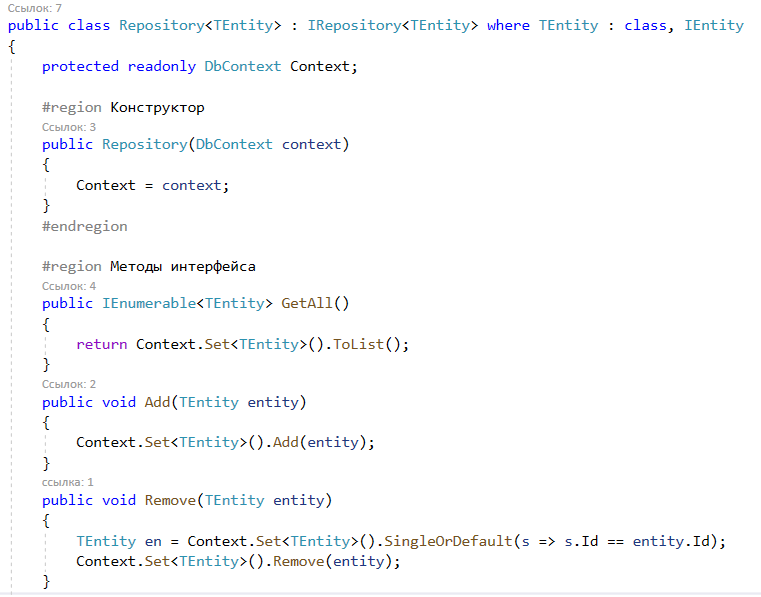 Ссылок: 7
public class Repository<TEntity> : IRepository<TEntity> where TEntity : class, IEntity
{
protected readonly DbContext Context;
#region Конструктор
Ссылок: 3
public Repository(DbContext context)
{
Context = context;
}
#endregion
#region Методы интерфейса
Ссылок: 4
public IEnumerable<TEntity> GetAll()
{
return Context.Set<TEntity>().ToList();
}
Ссылок: 2
public void Add(TEntity entity)
{
Context.Set<TEntity>().Add(entity);
}
ссылка: 1
public void Remove(TEntity entity)
{
TEntity en = Context.Set<TEntity>().SingleOrDefault(s => s.Id == entity.Id);
Context.Set<TEntity>().Remove(entity);
}